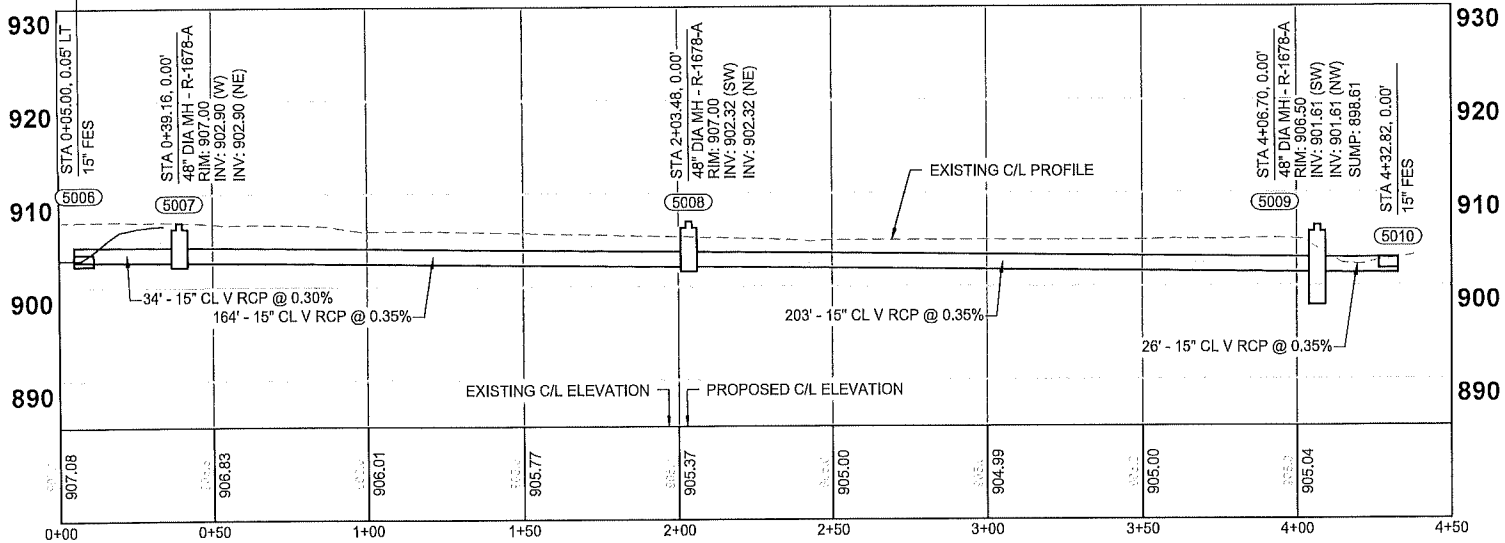 930
920
910
900
890
930
920
910
900
890
STA 0+05.00, 0.05' LT
15" FES
5006
STA 0+39.16, 0.00'
48" DIA MH - R-1678-A
RIM: 907.00
INV: 902.90 (W)
INV: 902.90 (NE)
5007
STA 2+03.48, 0.00'
48" DIA MH - R-1678-A
RIM: 907.00
INV: 902.32 (SW)
INV: 902.32 (NE)
5008
STA 4+06.70, 0.00'
48" DIA MH - R-1678-A
RIM: 906.50
INV: 901.61 (SW)
INV: 901.61 (NW)
SUMP: 898.61
5009
STA 4+32.82, 0.00'
15" FES
5010
EXISTING C/L PROFILE
34' - 15" CL V RCP @ 0.30%
164' - 15" CL V RCP @ 0.35%
203' - 15" CL V RCP @ 0.35%
26' - 15" CL V RCP @ 0.35%
EXISTING C/L ELEVATION
PROPOSED C/L ELEVATION
907.08
906.83
906.01
905.77
905.37
905.00
904.99
905.00
905.04
0+00
0+50
1+00
1+50
2+00
2+50
3+00
3+50
4+00
4+50